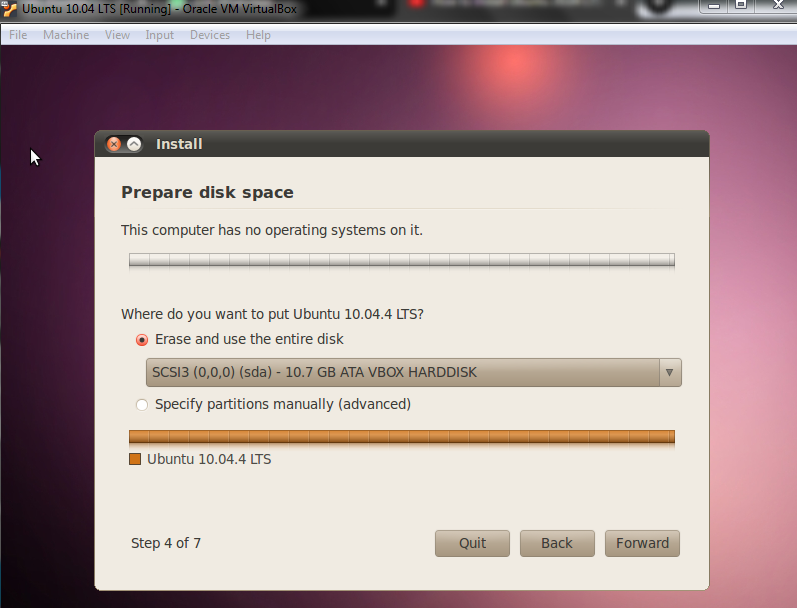 Ubuntu 10.04 LTS [Running] - Oracle VM VirtualBox
File Machine View Input Devices Help
Install
Prepare disk space
This computer has no operating systems on it.
Where do you want to put Ubuntu 10.04.4 LTS?
Erase and use the entire disk
SCSI3 (0,0,0) (sda) - 10.7 GB ATA VBOX HARDDISK
Specify partitions manually (advanced)
Ubuntu 10.04.4 LTS
Step 4 of 7 Quit Back Forward